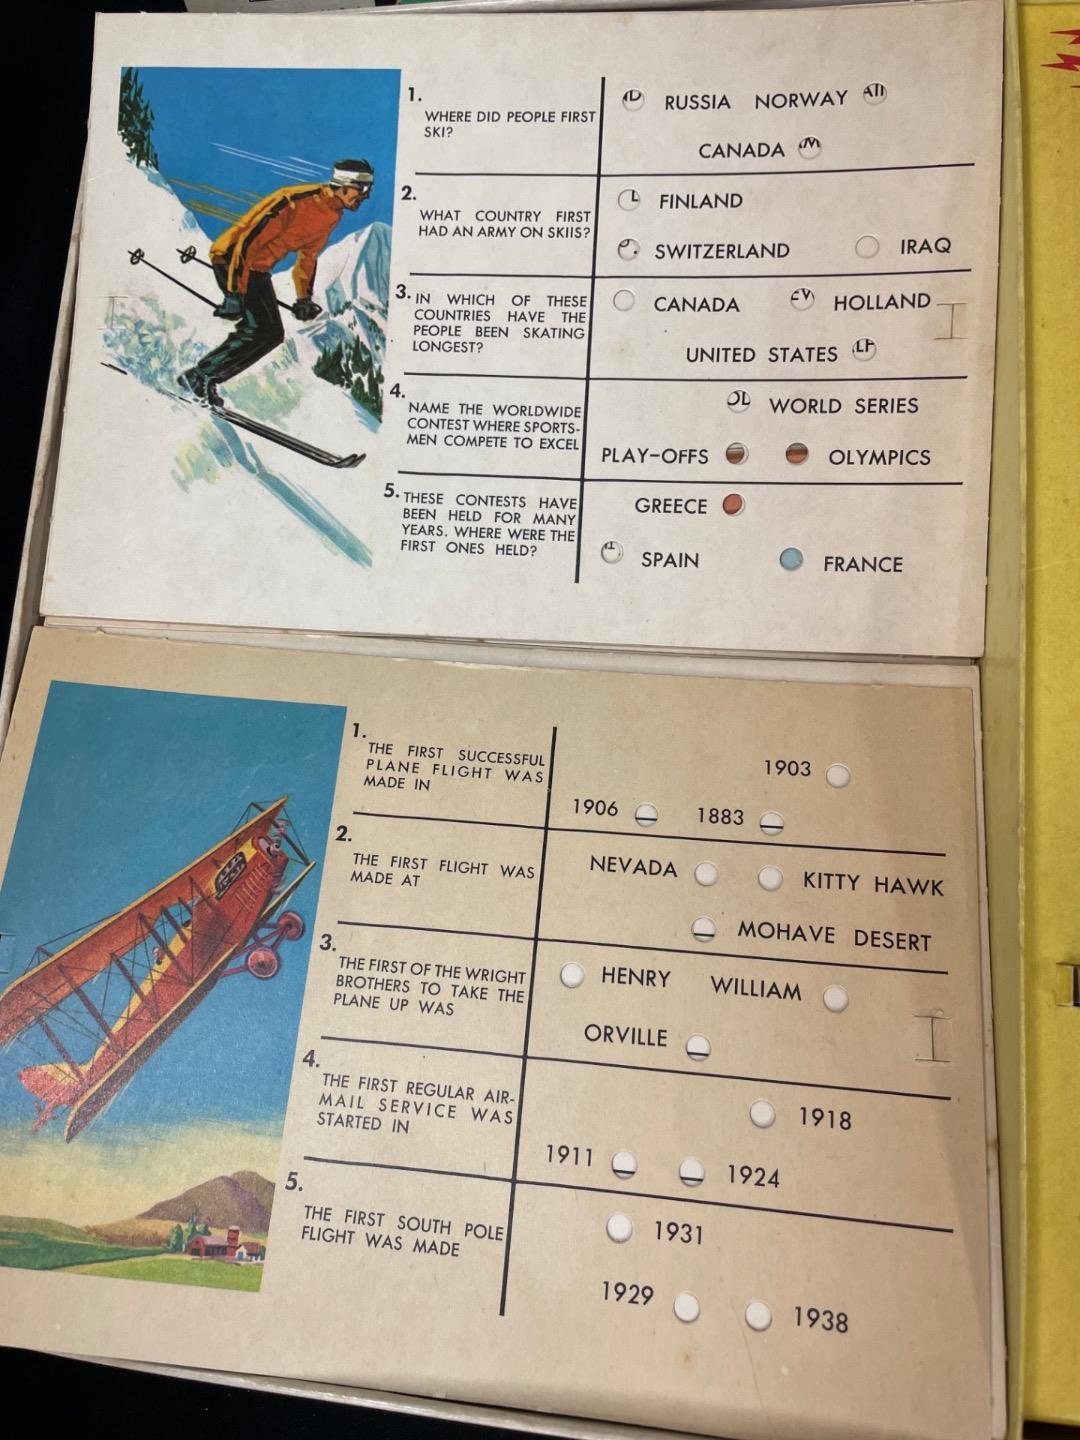 1.
WHERE DID PEOPLE FIRST
SKI?
RUSSIA NORWAY
CANADA
2.
WHAT COUNTRY FIRST
HAD AN ARMY ON SKIIS?
FINLAND
SWITZERLAND IRAQ
3. IN WHICH OF THESE
COUNTRIES HAVE THE
PEOPLE BEEN SKATING
LONGEST?
CANADA HOLLAND
UNITED STATES
4.
NAME THE WORLDWIDE
CONTEST WHERE SPORTS-
MEN COMPETE TO EXCEL
WORLD SERIES
PLAY-OFFS OLYMPICS
5. THESE CONTESTS HAVE
BEEN HELD FOR MANY
YEARS. WHERE WERE THE
FIRST ONES HELD?
GREECE
SPAIN FRANCE
1.
THE FIRST SUCCESSFUL
PLANE FLIGHT WAS
MADE IN
1903
1906 1883
2.
THE FIRST FLIGHT WAS
MADE AT
NEVADA KITTY HAWK
MOHAVE DESERT
3.
THE FIRST OF THE WRIGHT
BROTHERS TO TAKE THE
PLANE UP WAS
HENRY WILLIAM
ORVILLE
4.
THE FIRST REGULAR AIR-
MAIL SERVICE WAS
STARTED IN
1918
1911 1924
5.
THE FIRST SOUTH POLE
FLIGHT WAS MADE
1931
1929 1938